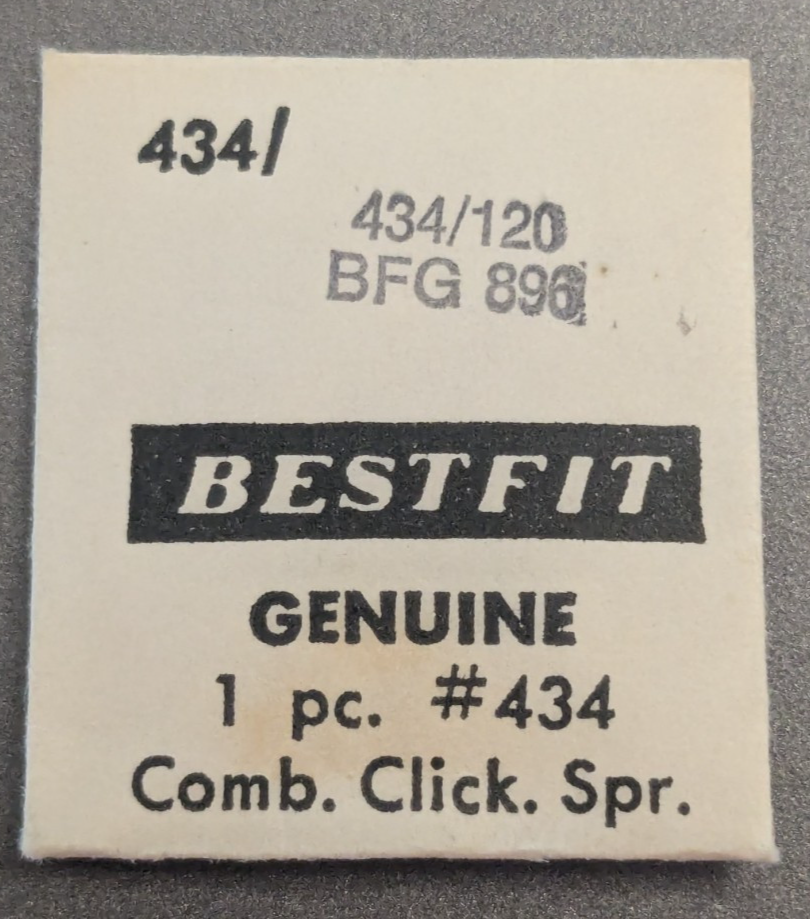 434/
434/120
BFG 896
BESTFIT
GENUINE
1 pc. #434
Comb. Click. Spr.